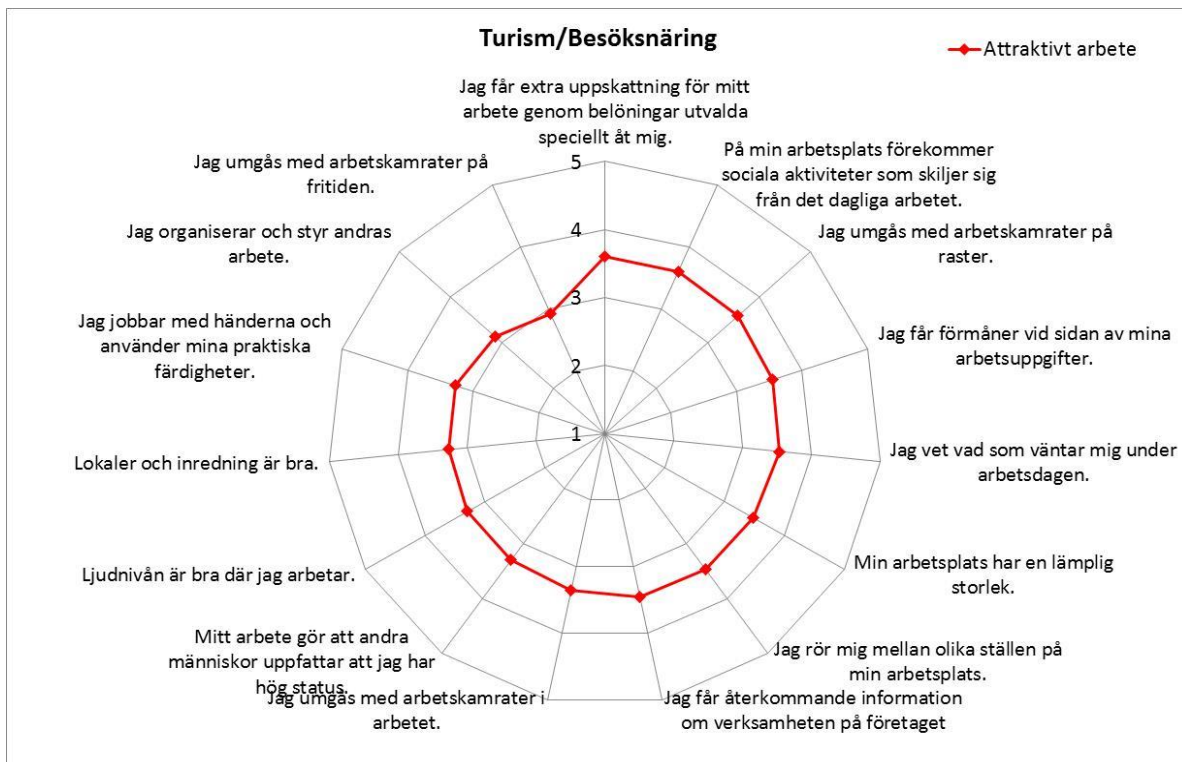 Turism/Besöksnäring
Attraktivt arbete
Jag får extra uppskattning för mitt
arbete genom belöningar utvalda
speciellt åt mig.
På min arbetsplats förekommer
sociala aktiviteter som skiljer sig
från det dagliga arbetet.
Jag umgås med arbetskamrater på
raster.
Jag får förmåner vid sidan av mina
arbetsuppgifter.
Jag vet vad som väntar mig under
arbetsdagen.
Min arbetsplats har en lämplig
storlek.
Jag rör mig mellan olika ställen på
min arbetsplats.
Jag får återkommande information
om verksamheten på företaget
Jag umgås med arbetskamrater i
arbetet.
Mitt arbete gör att andra
människor uppfattar att jag har
hög status.
Ljudnivån är bra där jag arbetar.
Lokaler och inredning är bra.
Jag jobbar med händerna och
använder mina praktiska
färdigheter.
Jag organiserar och styr andras
arbete.
Jag umgås med arbetskamrater på
fritiden.
5
4
3
2
1